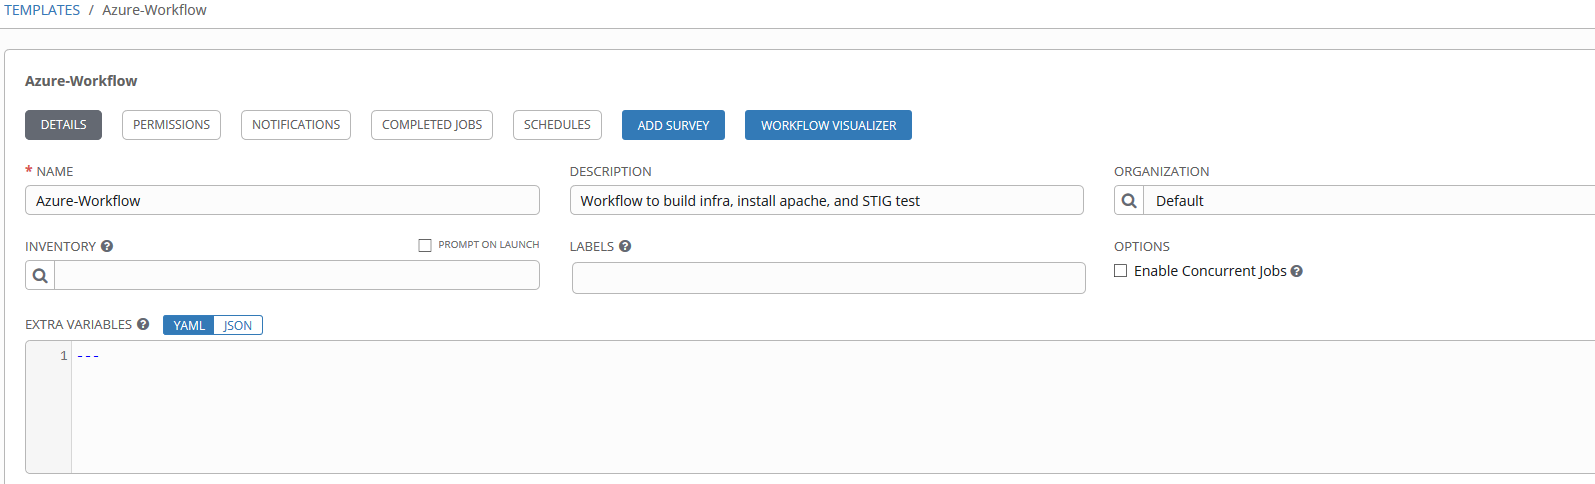 TEMPLATES / Azure-Workflow
Azure-Workflow
DETAILS PERMISSIONS NOTIFICATIONS COMPLETED JOBS SCHEDULES ADD SURVEY WORKFLOW VISUALIZER
* NAME DESCRIPTION ORGANIZATION
Azure-Workflow Workflow to build infra, install apache, and STIG test Default
INVENTORY ? PROMPT ON LAUNCH LABELS ? OPTIONS
Enable Concurrent Jobs ?
EXTRA VARIABLES ? YAML JSON
1 ---